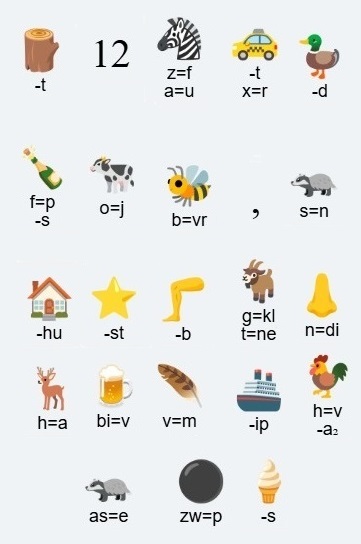 12
z=f
-t -t
a=u x=r -d
f=p o=j b=vr , s=n
-s
g=kl
-hu -st -b t=ne n=di
h=a bi=v v=m -ip h=v
-a₂
as=e zw=p -s